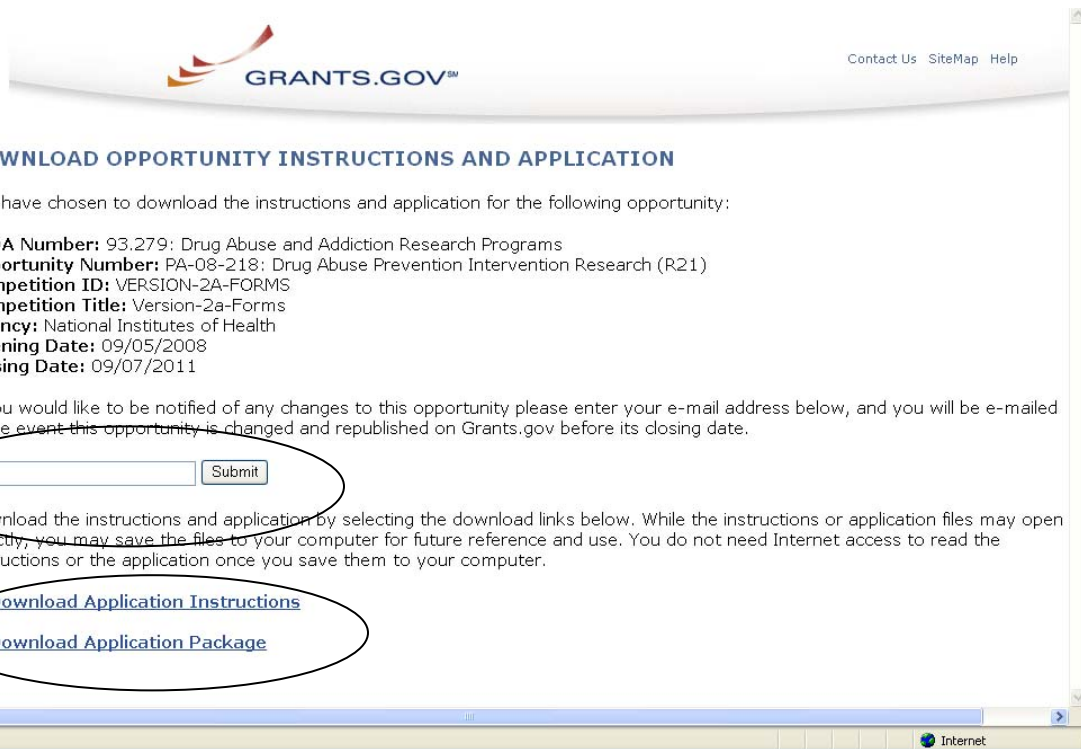 GRANTS.GOV℠
Contact Us SiteMap Help
WNLOAD OPPORTUNITY INSTRUCTIONS AND APPLICATION
have chosen to download the instructions and application for the following opportunity:
A Number: 93.279: Drug Abuse and Addiction Research Programs
ortunity Number: PA-08-218: Drug Abuse Prevention Intervention Research (R21)
mpetition ID: VERSION-2A-FORMS
mpetition Title: Version-2a-Forms
ncy: National Institutes of Health
ning Date: 09/05/2008
sing Date: 09/07/2011
ou would like to be notified of any changes to this opportunity please enter your e-mail address below, and you will be e-mailed
e event this opportunity is changed and republished on Grants.gov before its closing date.
Submit
nload the instructions and application by selecting the download links below. While the instructions or application files may open
ctly, you may save the files to your computer for future reference and use. You do not need Internet access to read the
uctions or the application once you save them to your computer.
ownload Application Instructions
ownload Application Package
Internet